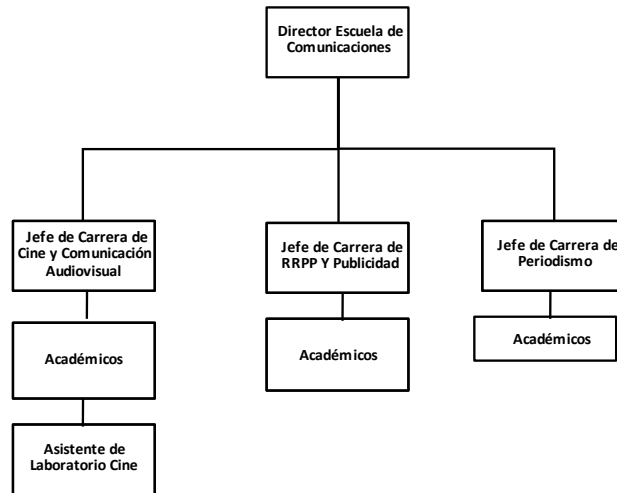 Director Escuela de
Comunicaciones
Jefe de Carrera de
Cine y Comunicación
Audiovisual
Jefe de Carrera de
RRPP Y Publicidad
Jefe de Carrera de
Periodismo
Académicos
Académicos
Académicos
Asistente de
Laboratorio Cine